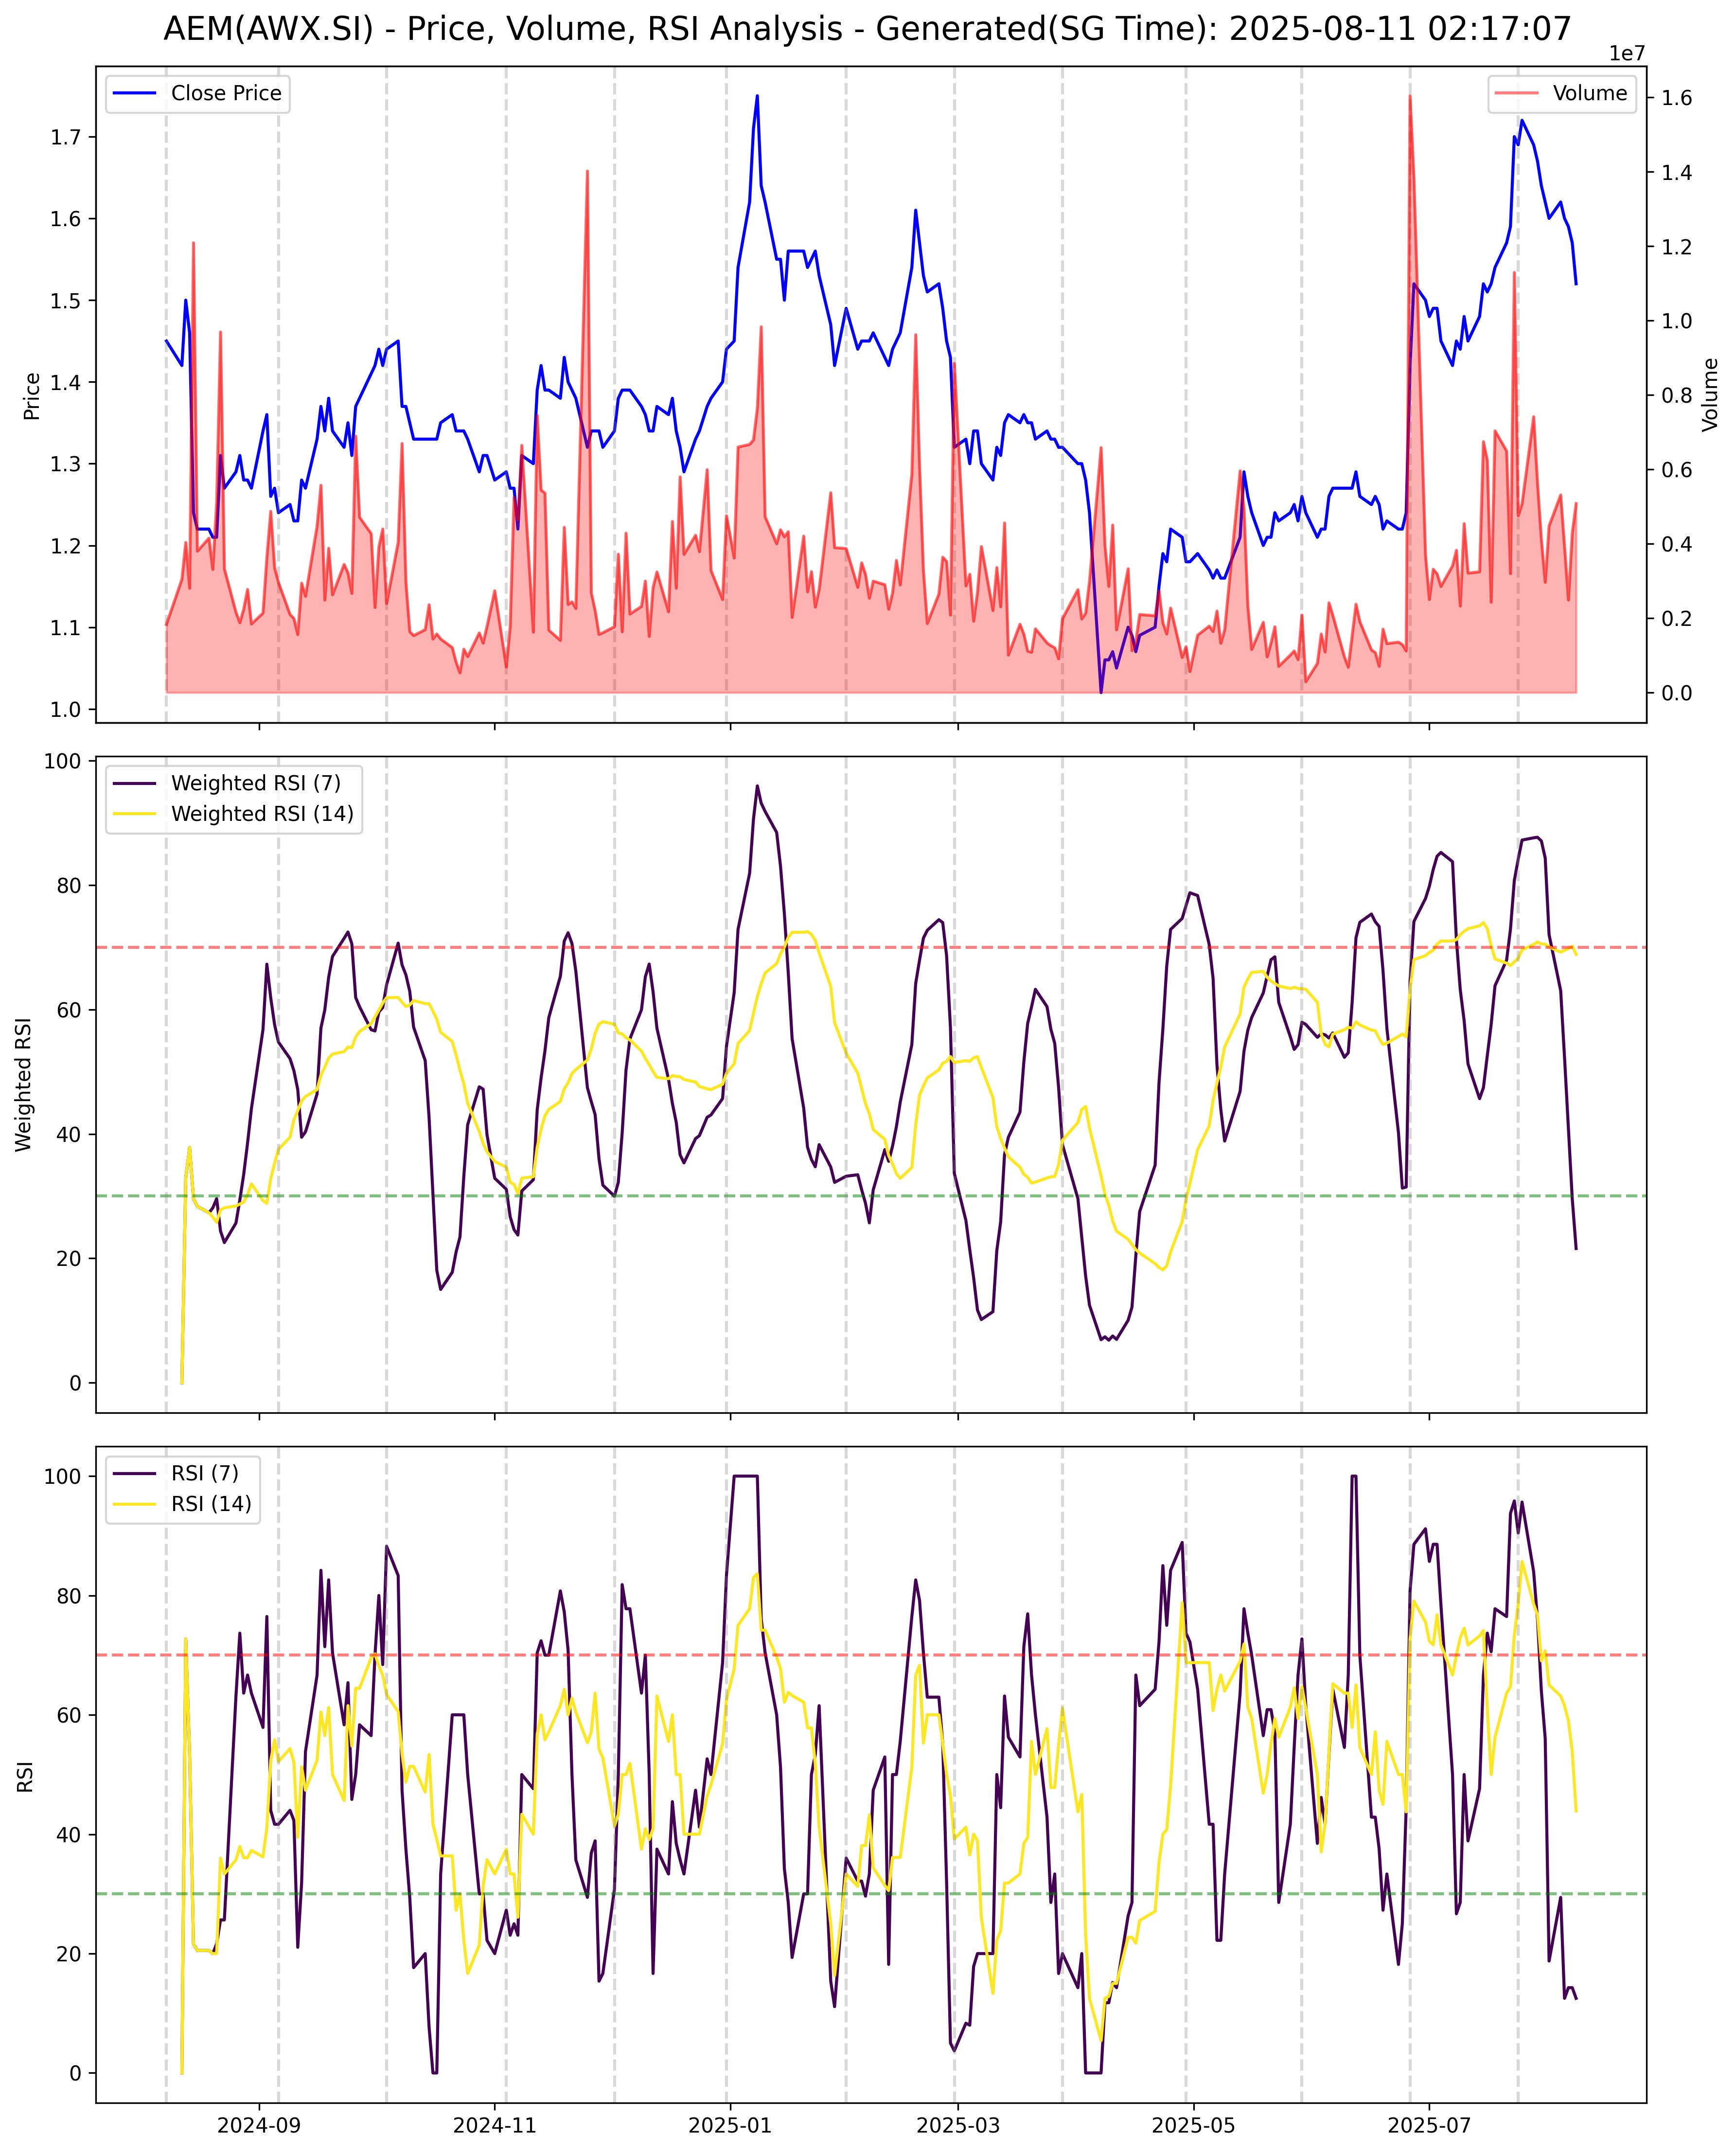 AEM(AWX.SI) - Price, Volume, RSI Analysis - Generated(SG Time): 2025-08-11 02:17:07
1e7
Close Price
Volume
1.7
1.6
1.5
1.4
1.3
1.2
1.1
1.0
Price
1.6
1.4
1.2
1.0
0.8
0.6
0.4
0.2
0.0
Volume
Weighted RSI (7)
Weighted RSI (14)
100
80
60
40
20
0
Weighted RSI
RSI (7)
RSI (14)
100
80
60
40
20
0
RSI
2024-09 2024-11 2025-01 2025-03 2025-05 2025-07